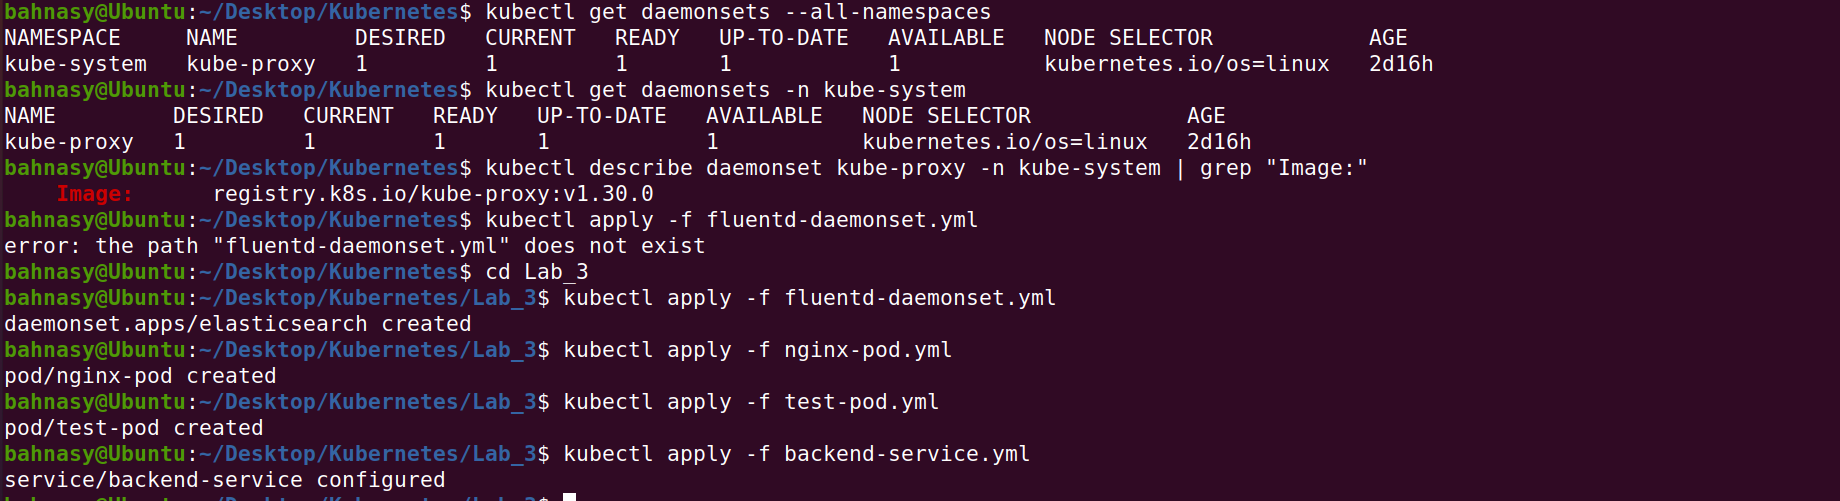 bahnasy@Ubuntu:~/Desktop/Kubernetes$ kubectl get daemonsets --all-namespaces
NAMESPACE     NAME         DESIRED   CURRENT   READY   UP-TO-DATE   AVAILABLE   NODE SELECTOR            AGE
kube-system   kube-proxy   1         1         1       1            1           kubernetes.io/os=linux   2d16h
bahnasy@Ubuntu:~/Desktop/Kubernetes$ kubectl get daemonsets -n kube-system
NAME         DESIRED   CURRENT   READY   UP-TO-DATE   AVAILABLE   NODE SELECTOR            AGE
kube-proxy   1         1         1       1            1           kubernetes.io/os=linux   2d16h
bahnasy@Ubuntu:~/Desktop/Kubernetes$ kubectl describe daemonset kube-proxy -n kube-system | grep "Image:"
    Image:      registry.k8s.io/kube-proxy:v1.30.0
bahnasy@Ubuntu:~/Desktop/Kubernetes$ kubectl apply -f fluentd-daemonset.yml
error: the path "fluentd-daemonset.yml" does not exist
bahnasy@Ubuntu:~/Desktop/Kubernetes$ cd Lab_3
bahnasy@Ubuntu:~/Desktop/Kubernetes/Lab_3$ kubectl apply -f fluentd-daemonset.yml
daemonset.apps/elasticsearch created
bahnasy@Ubuntu:~/Desktop/Kubernetes/Lab_3$ kubectl apply -f nginx-pod.yml
pod/nginx-pod created
bahnasy@Ubuntu:~/Desktop/Kubernetes/Lab_3$ kubectl apply -f test-pod.yml
pod/test-pod created
bahnasy@Ubuntu:~/Desktop/Kubernetes/Lab_3$ kubectl apply -f backend-service.yml
service/backend-service configured
bahnasy@Ubuntu:~/Desktop/Kubernetes/Lab_3$